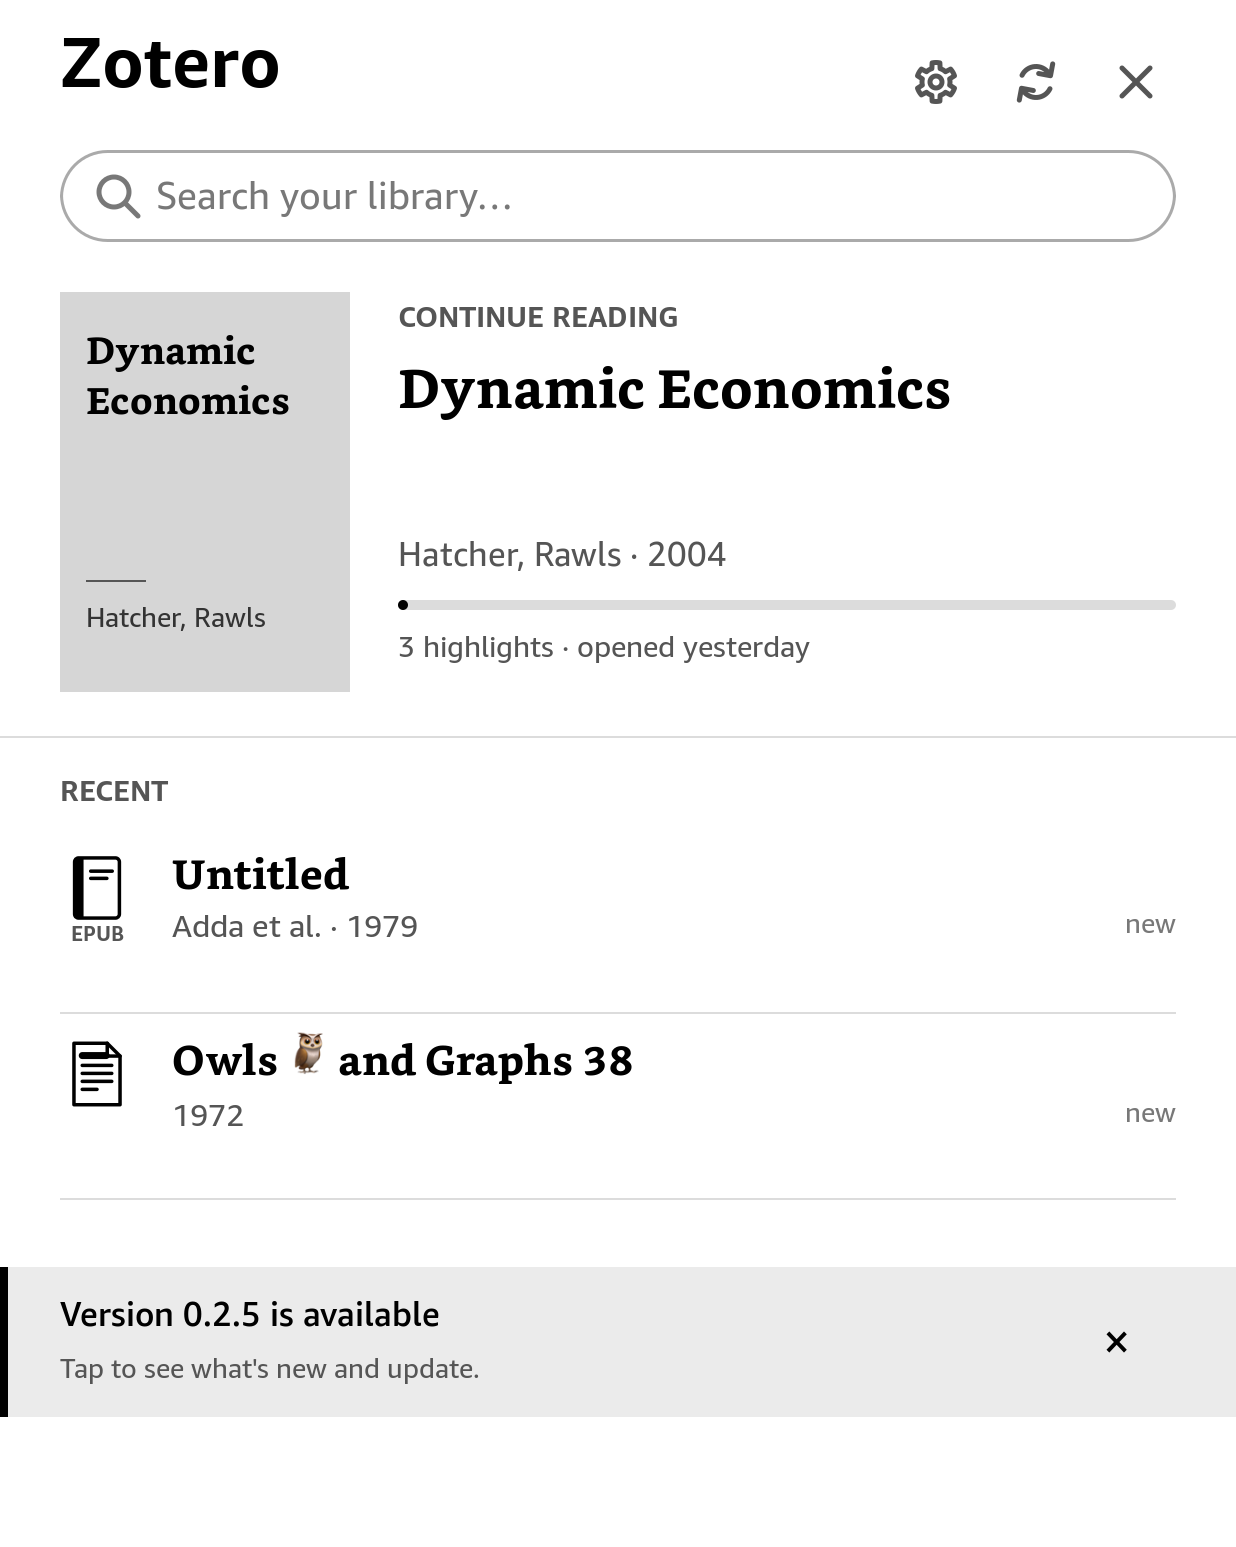 Zotero
Search your library…
Dynamic
Economics
Hatcher, Rawls
CONTINUE READING
Dynamic Economics
Hatcher, Rawls · 2004
3 highlights · opened yesterday
RECENT
EPUB
Untitled
Adda et al. · 1979
new
Owls 🦉 and Graphs 38
1972
new
Version 0.2.5 is available
Tap to see what's new and update.